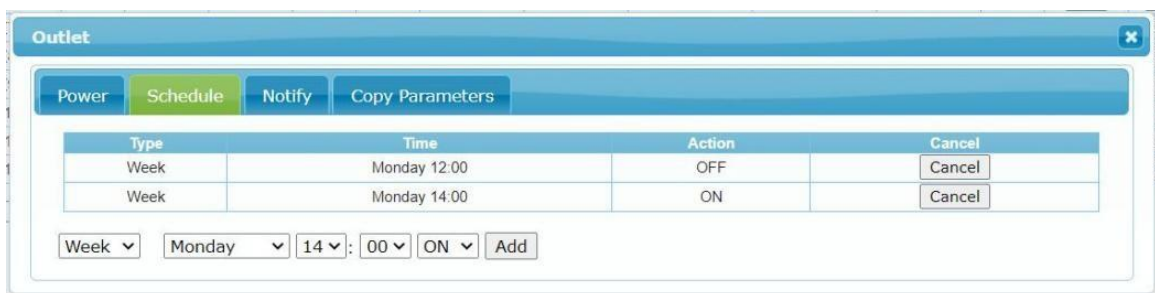 Outlet
Power Schedule Notify Copy Parameters
Type Time Action Cancel
Week Monday 12:00 OFF Cancel
Week Monday 14:00 ON Cancel
Week Monday 14 : 00 ON Add